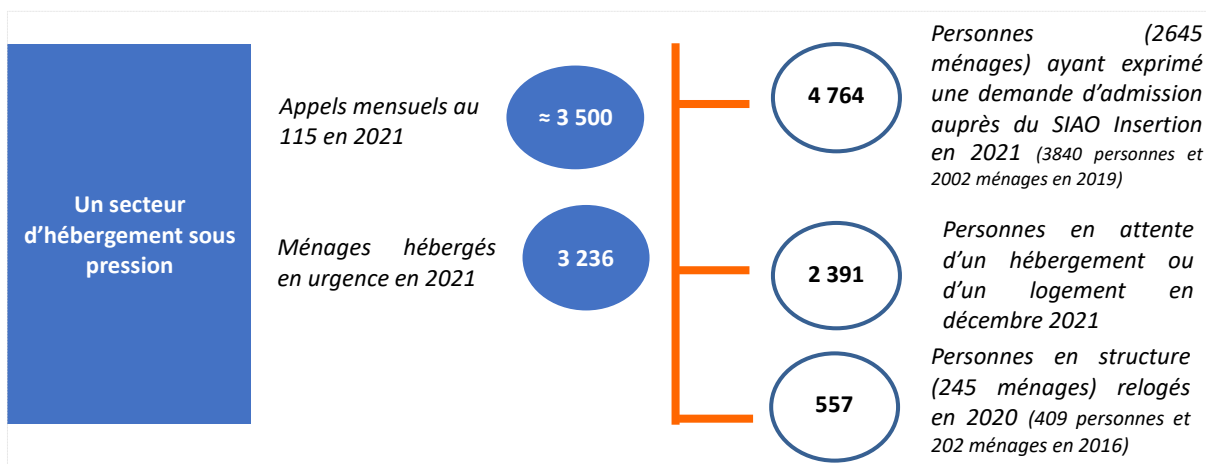 Un secteur
d’hébergement sous
pression
Appels mensuels au
115 en 2021
≈ 3 500
Ménages hébergés
en urgence en 2021
3 236
4 764
Personnes (2645
ménages) ayant exprimé
une demande d’admission
auprès du SIAO Insertion
en 2021 (3840 personnes et
2002 ménages en 2019)
2 391
Personnes en attente
d’un hébergement ou
d’un logement en
décembre 2021
557
Personnes en structure
(245 ménages) relogés
en 2020 (409 personnes et
202 ménages en 2016)